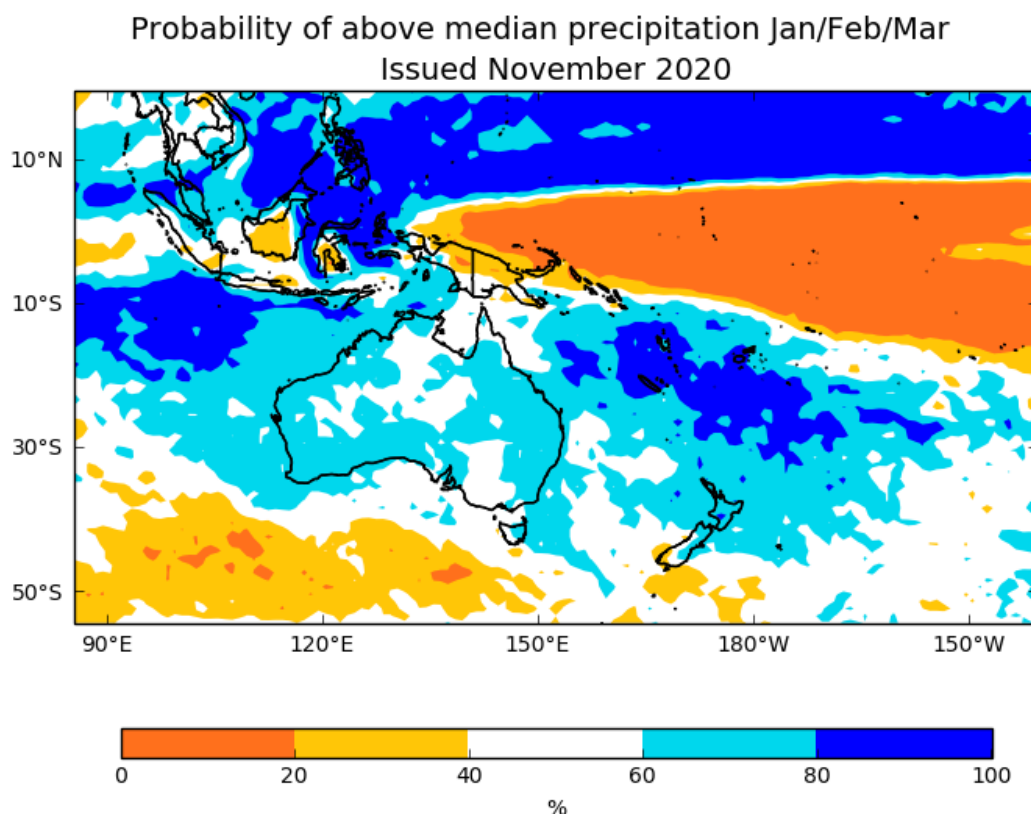 Probability of above median precipitation Jan/Feb/Mar
Issued November 2020
10°N
10°S
30°S
50°S
90°E 120°E 150°E 180°W 150°W
0 20 40 60 80 100
%